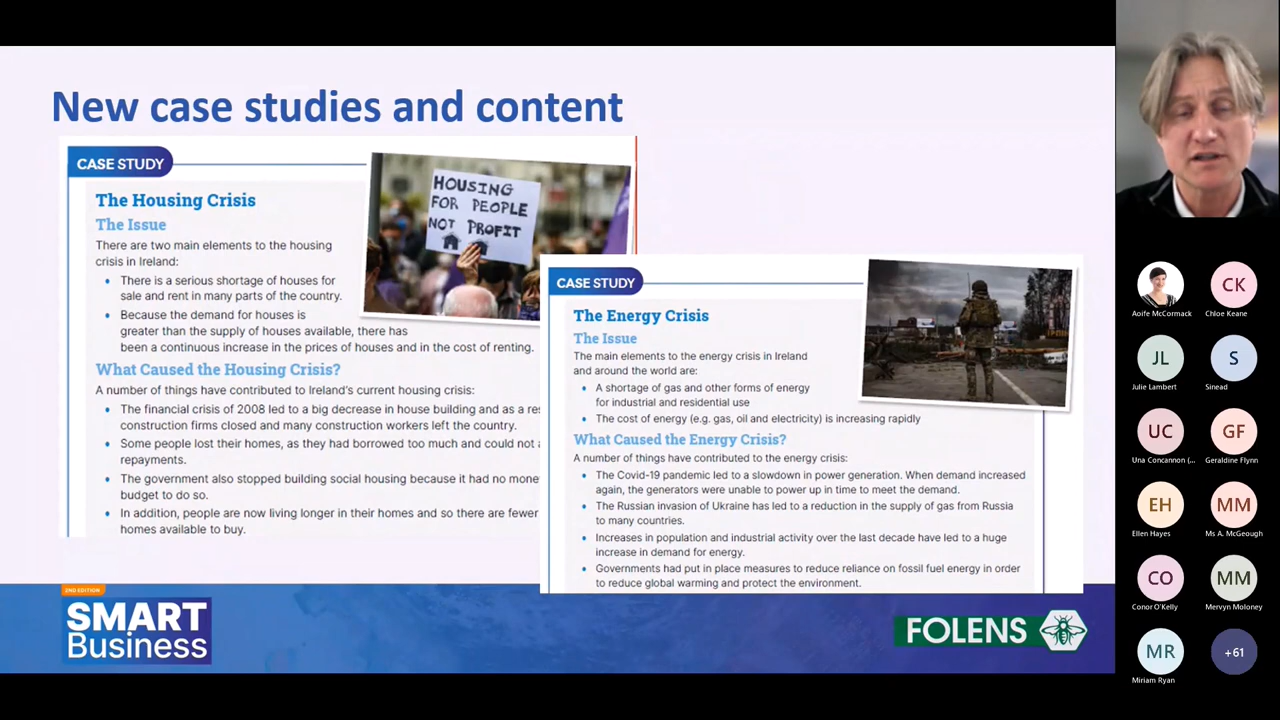 New case studies and content
CASE STUDY
The Housing Crisis
The Issue
There are two main elements to the housing
crisis in Ireland:
• There is a serious shortage of houses for
sale and rent in many parts of the country.
• Because the demand for houses is
greater than the supply of houses available, there has
been a continuous increase in the prices of houses and in the cost of renting.
What Caused the Housing Crisis?
A number of things have contributed to Ireland's current housing crisis:
• The financial crisis of 2008 led to a big decrease in house building and as a res
construction firms closed and many construction workers left the country.
• Some people lost their homes, as they had borrowed too much and could not
repayments.
• The government also stopped building social housing because it had no mone
budget to do so.
• In addition, people are now living longer in their homes and so there are fewer
homes available to buy.
HOUSING
FOR PEOPLE
NOT PROFIT
CASE STUDY
The Energy Crisis
The Issue
The main elements to the energy crisis in Ireland
and around the world are:
• A shortage of gas and other forms of energy
for industrial and residential use
• The cost of energy (e.g. gas, oil and electricity) is increasing rapidly
What Caused the Energy Crisis?
A number of things have contributed to the energy crisis:
• The Covid-19 pandemic led to a slowdown in power generation. When demand increased
again, the generators were unable to power up in time to meet the demand.
• The Russian invasion of Ukraine has led to a reduction in the supply of gas from Russia
to many countries.
• Increases in population and industrial activity over the last decade have led to a huge
increase in demand for energy.
• Governments had put in place measures to reduce reliance on fossil fuel energy in order
to reduce global warming and protect the environment.
2ND EDITION
SMART
Business
FOLENS
Aoife McCormack
CK
Chloe Keane
JL
Julie Lambert
S
Sinead
UC
Una Concannon (...
GF
Geraldine Flynn
EH
Ellen Hayes
MM
Ms A. McGeough
CO
Conor O'Kelly
MM
Mervyn Moloney
MR
Miriam Ryan
+61